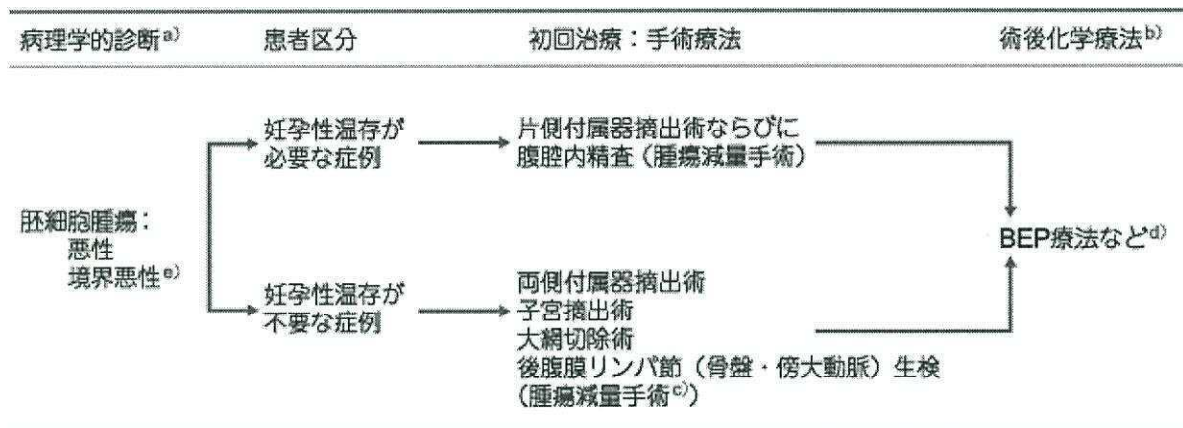 病理学的診断a) 患者区分 初回治療：手術療法 術後化学療法b)
妊孕性温存が
必要な症例
片側付属器摘出術ならびに
腹腔内精査（腫瘍減量手術）
胚細胞腫瘍：
悪性
境界悪性e)
BEP療法などd)
妊孕性温存が
不要な症例
両側付属器摘出術
子宮摘出術
大網切除術
後腹膜リンパ節（骨盤・傍大動脈）生検
（腫瘍減量手術c)）